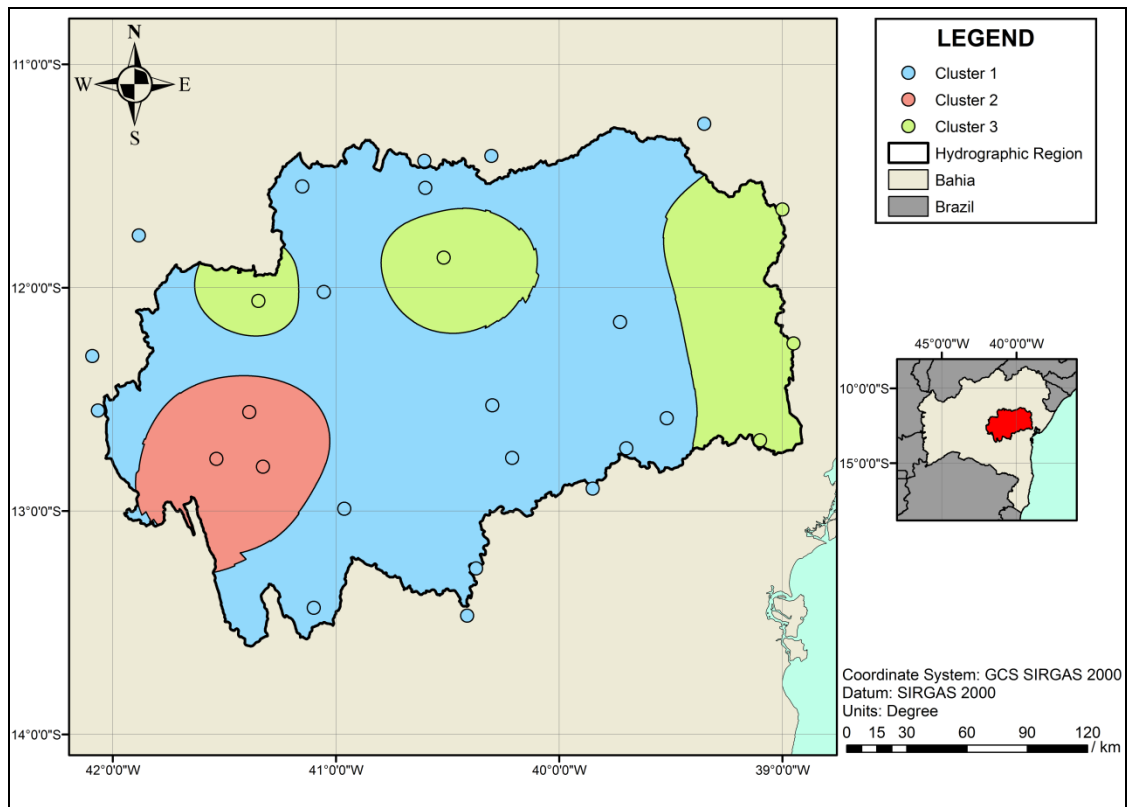 N
W E
S
11°0'0"S
12°0'0"S
13°0'0"S
14°0'0"S
42°0'0"W
41°0'0"W
40°0'0"W
39°0'0"W
LEGEND
Cluster 1
Cluster 2
Cluster 3
Hydrographic Region
Bahia
Brazil
45°0'0"W 40°0'0"W
10°0'0"S
15°0'0"S
Coordinate System: GCS SIRGAS 2000
Datum: SIRGAS 2000
Units: Degree
0 15 30 60 90 120
/ km